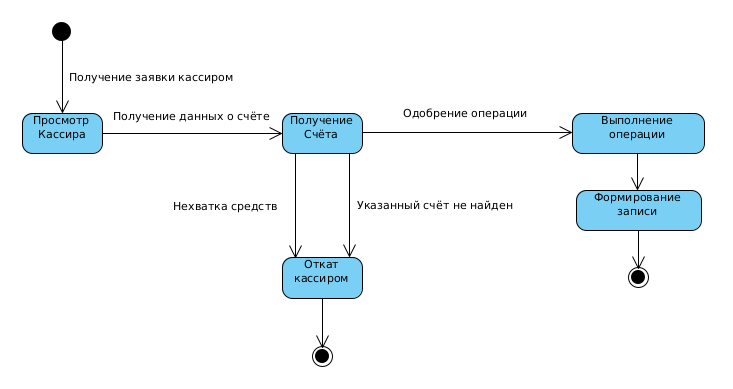 Получение заявки кассиром
Просмотр
Кассира
Получение данных о счёте
Получение
Счёта
Одобрение операции
Выполнение
операции
Нехватка средств
Указанный счёт не найден
Формирование
записи
Откат
кассиром